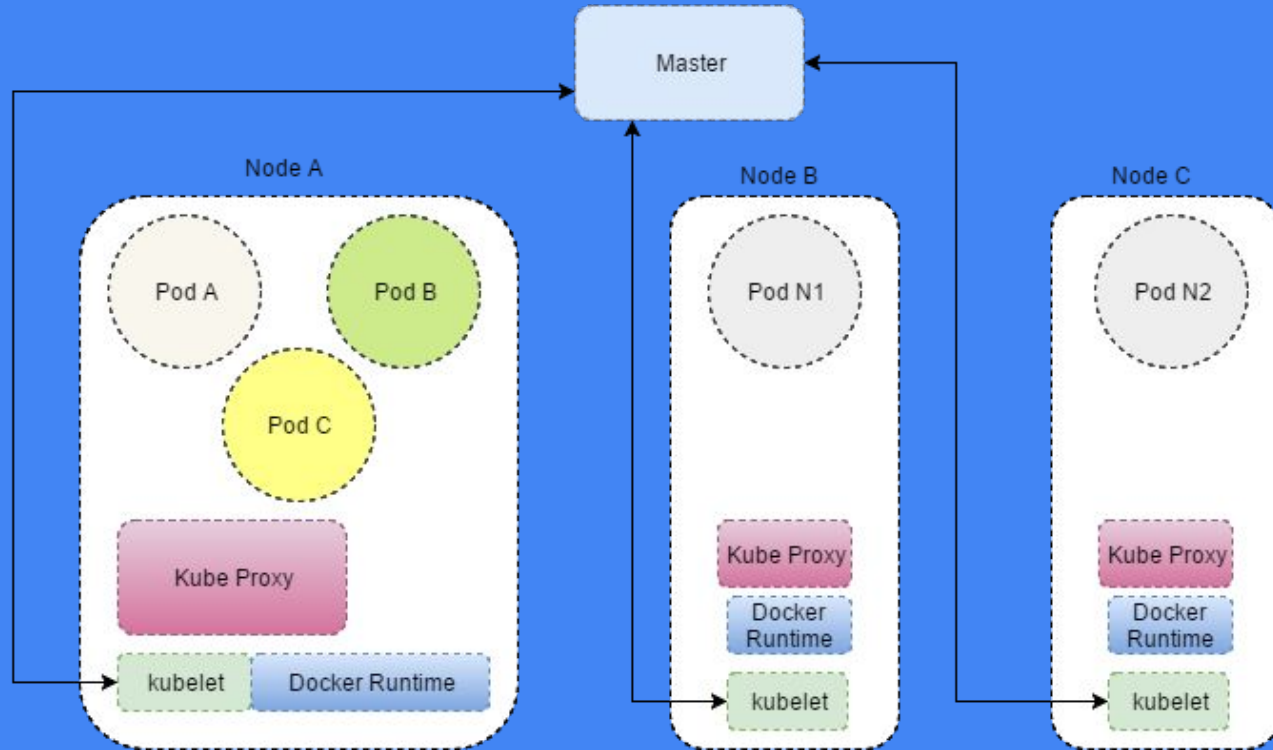 Master
Node A
Node B
Node C
Pod A
Pod B
Pod C
Kube Proxy
kubelet
Docker Runtime
Pod N1
Kube Proxy
Docker
Runtime
kubelet
Pod N2
Kube Proxy
Docker
Runtime
kubelet